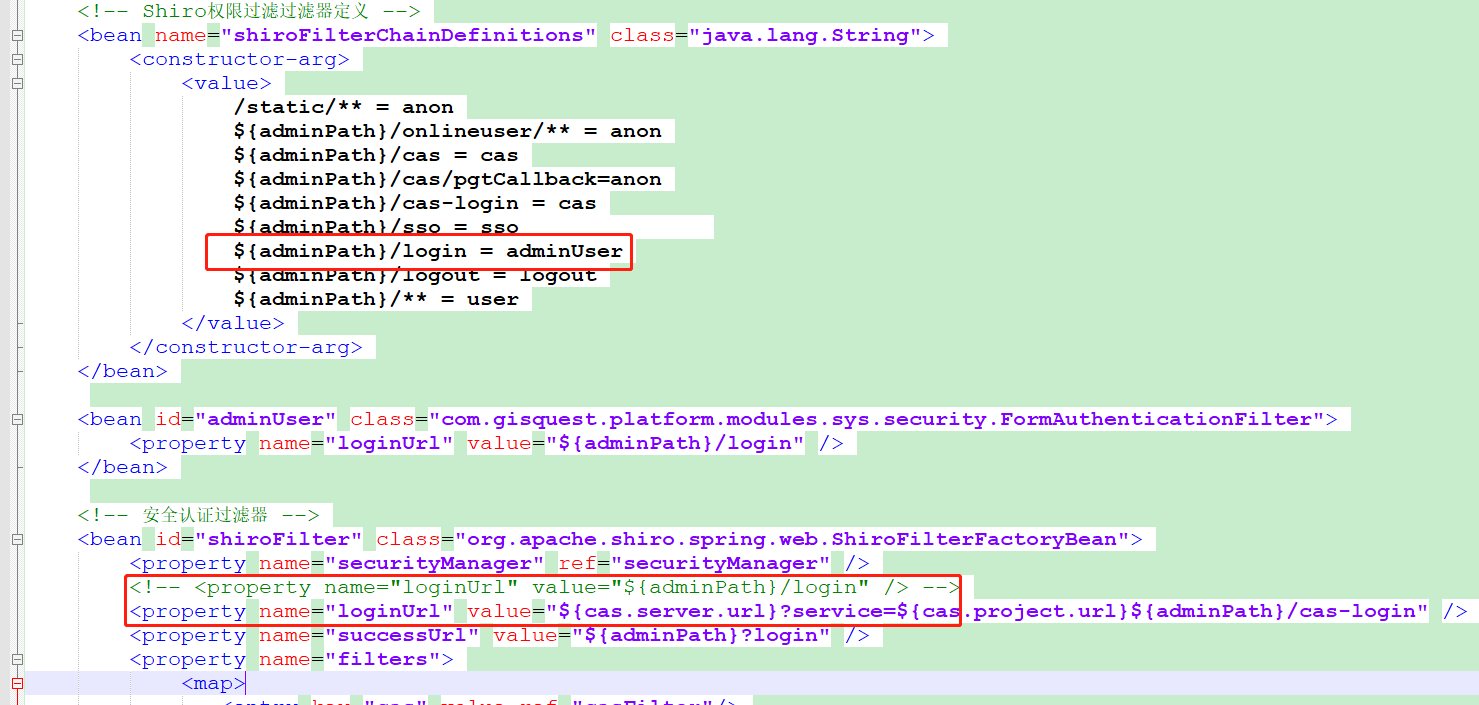 <!-- Shiro权限过滤过滤器定义 -->
<bean name="shiroFilterChainDefinitions" class="java.lang.String">
<constructor-arg>
<value>
/static/** = anon
${adminPath}/onlineuser/** = anon
${adminPath}/cas = cas
${adminPath}/cas/pgtCallback=anon
${adminPath}/cas-login = cas
${adminPath}/sso = sso
${adminPath}/login = adminUser
${adminPath}/logout = logout
${adminPath}/** = user
</value>
</constructor-arg>
</bean>
<bean id="adminUser" class="com.gisquest.platform.modules.sys.security.FormAuthenticationFilter">
<property name="loginUrl" value="${adminPath}/login" />
</bean>
<!-- 安全认证过滤器 -->
<bean id="shiroFilter" class="org.apache.shiro.spring.web.ShiroFilterFactoryBean">
<property name="securityManager" ref="securityManager" />
<!-- <property name="loginUrl" value="${adminPath}/login" /> -->
<property name="loginUrl" value="${cas.server.url}?service=${cas.project.url}${adminPath}/cas-login" />
<property name="successUrl" value="${adminPath}?login" />
<property name="filters">
<map>
<entry key="cas" value-ref="casFilter"/>